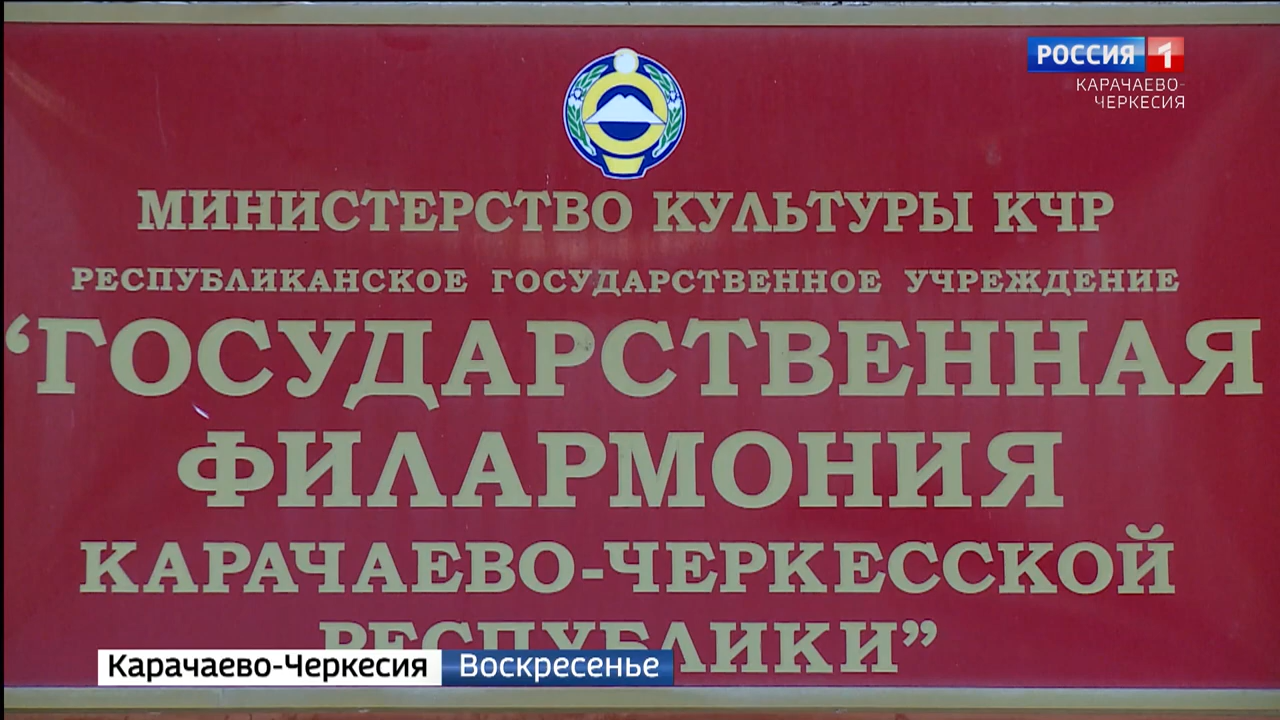 РОССИЯ 1
КАРАЧАЕВО-
ЧЕРКЕСИЯ
МИНИСТЕРСТВО КУЛЬТУРЫ КЧР
РЕСПУБЛИКАНСКОЕ ГОСУДАРСТВЕННОЕ УЧРЕЖДЕНИЕ
“ГОСУДАРСТВЕННАЯ
ФИЛАРМОНИЯ
КАРАЧАЕВО-ЧЕРКЕССКОЙ
РЕСПУБЛИКИ”
Карачаево-Черкесия Воскресенье